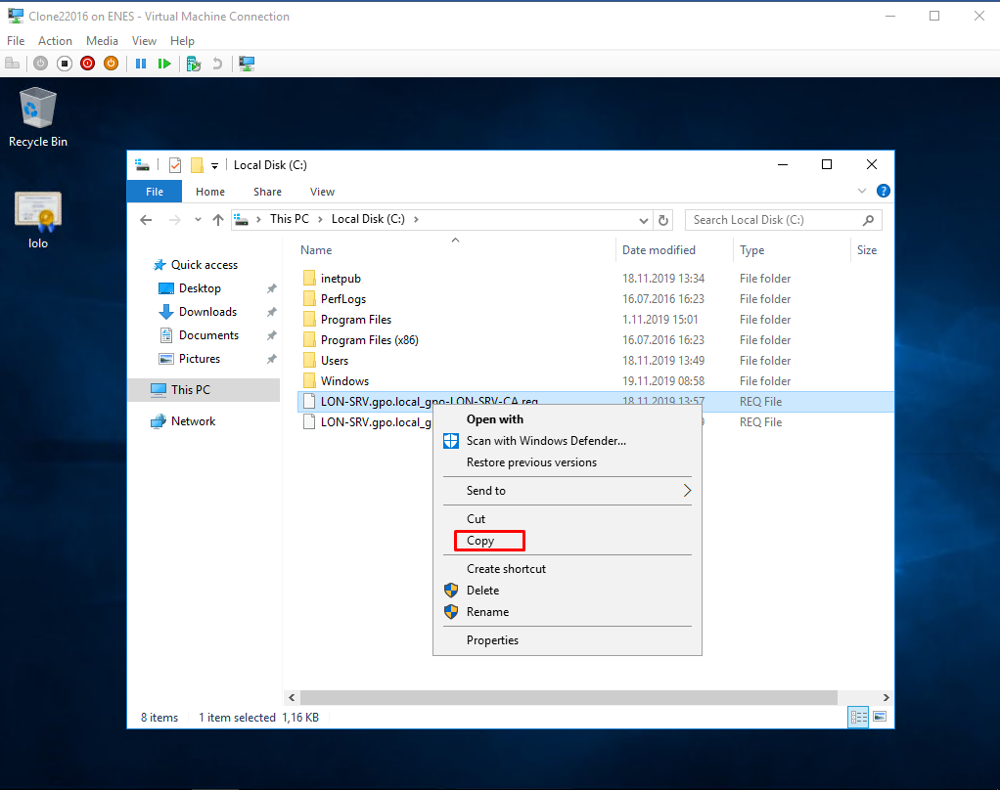 Clone22016 on ENES - Virtual Machine Connection
File Action Media View Help
Recycle Bin
lolo
Local Disk (C:)
File Home Share View
This PC Local Disk (C:) Search Local Disk (C:)
Name Date modified Type Size
Quick access
Desktop
Downloads
Documents
Pictures
This PC
Network
inetpub 18.11.2019 13:34 File folder
PerfLogs 16.07.2016 16:23 File folder
Program Files 1.11.2019 15:01 File folder
Program Files (x86) 16.07.2016 16:23 File folder
Users 18.11.2019 13:49 File folder
Windows 19.11.2019 08:58 File folder
LON-SRV.gpo.local_gpo-LON-SRV-CA.req 18.11.2019 13:57 REQ File
LON-SRV.gpo.local_g REQ File
Open with
Scan with Windows Defender...
Restore previous versions
Send to
Cut
Copy
Create shortcut
Delete
Rename
Properties
8 items 1 item selected 1,16 KB